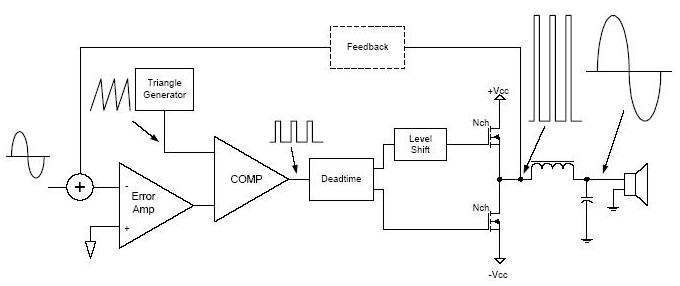 Feedback
Triangle
Generator
+Vcc
Nch
Level
Shift
COMP
Deadtime
+
-
Error
Amp
+
Nch
-Vcc